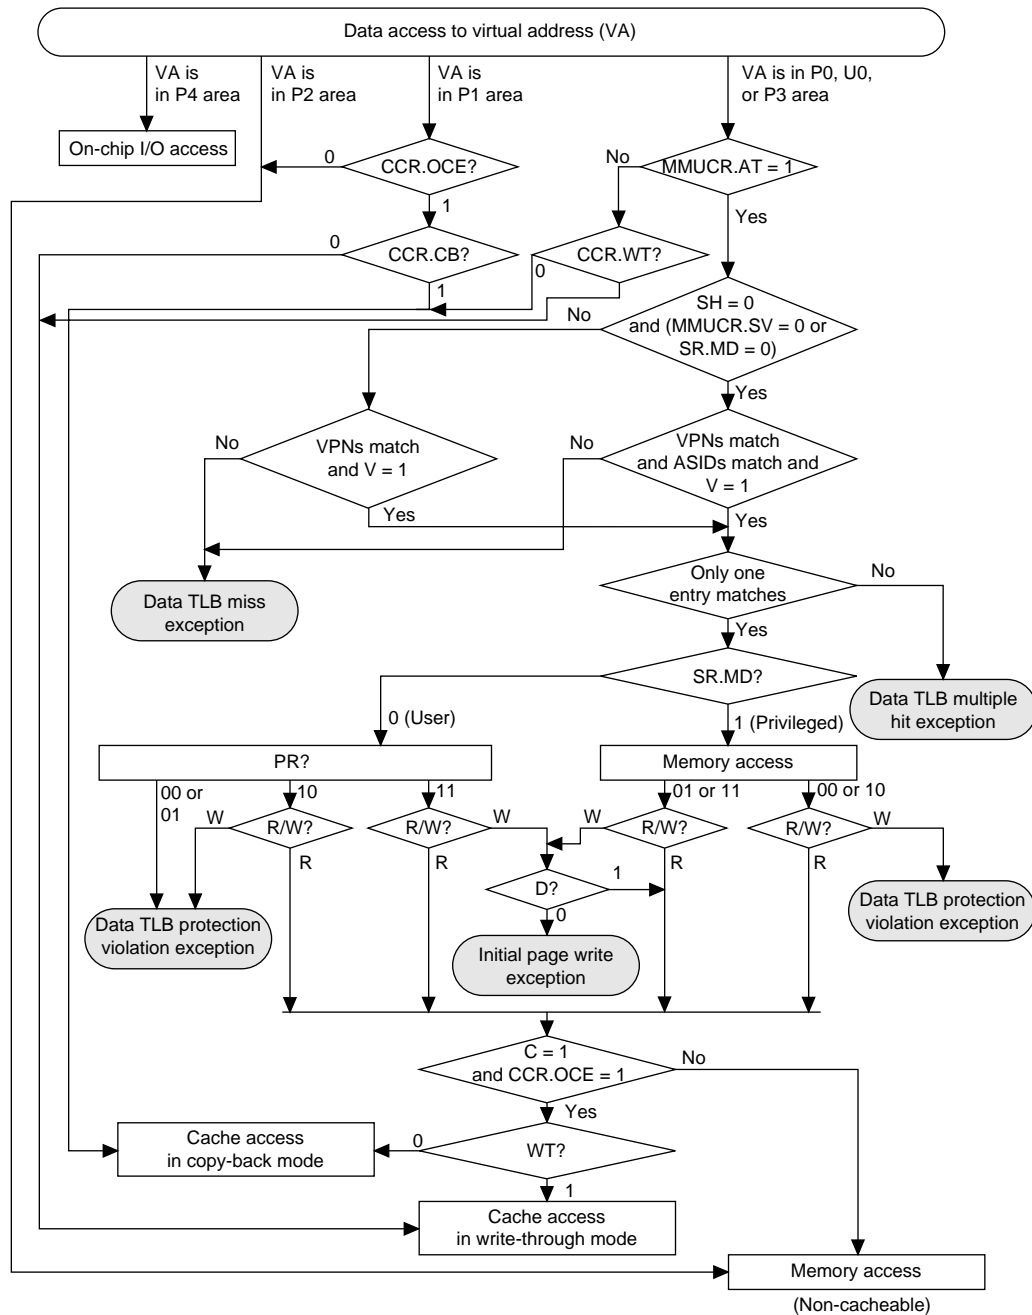 Data access to virtual address (VA)
VA is
in P4 area
VA is
in P2 area
VA is
in P1 area
VA is in P0, U0,
or P3 area
On-chip I/O access
0
CCR.OCE?
No
MMUCR.AT = 1
1
Yes
0
CCR.CB?
CCR.WT?
0
1
SH = 0
and (MMUCR.SV = 0 or
SR.MD = 0)
No
Yes
No
VPNs match
and V = 1
No
VPNs match
and ASIDs match and
V = 1
Yes
Yes
Data TLB miss
exception
Only one
entry matches
No
Yes
SR.MD?
Data TLB multiple
hit exception
0 (User)
1 (Privileged)
PR?
Memory access
00 or
01
10
11
01 or 11
00 or 10
W
R/W?
R/W?
W
W
R/W?
R/W?
W
R
R
R
R
D?
1
0
Data TLB protection
violation exception
Initial page write
exception
Data TLB protection
violation exception
C = 1
and CCR.OCE = 1
No
Yes
Cache access
in copy-back mode
0
WT?
1
Cache access
in write-through mode
Memory access
(Non-cacheable)